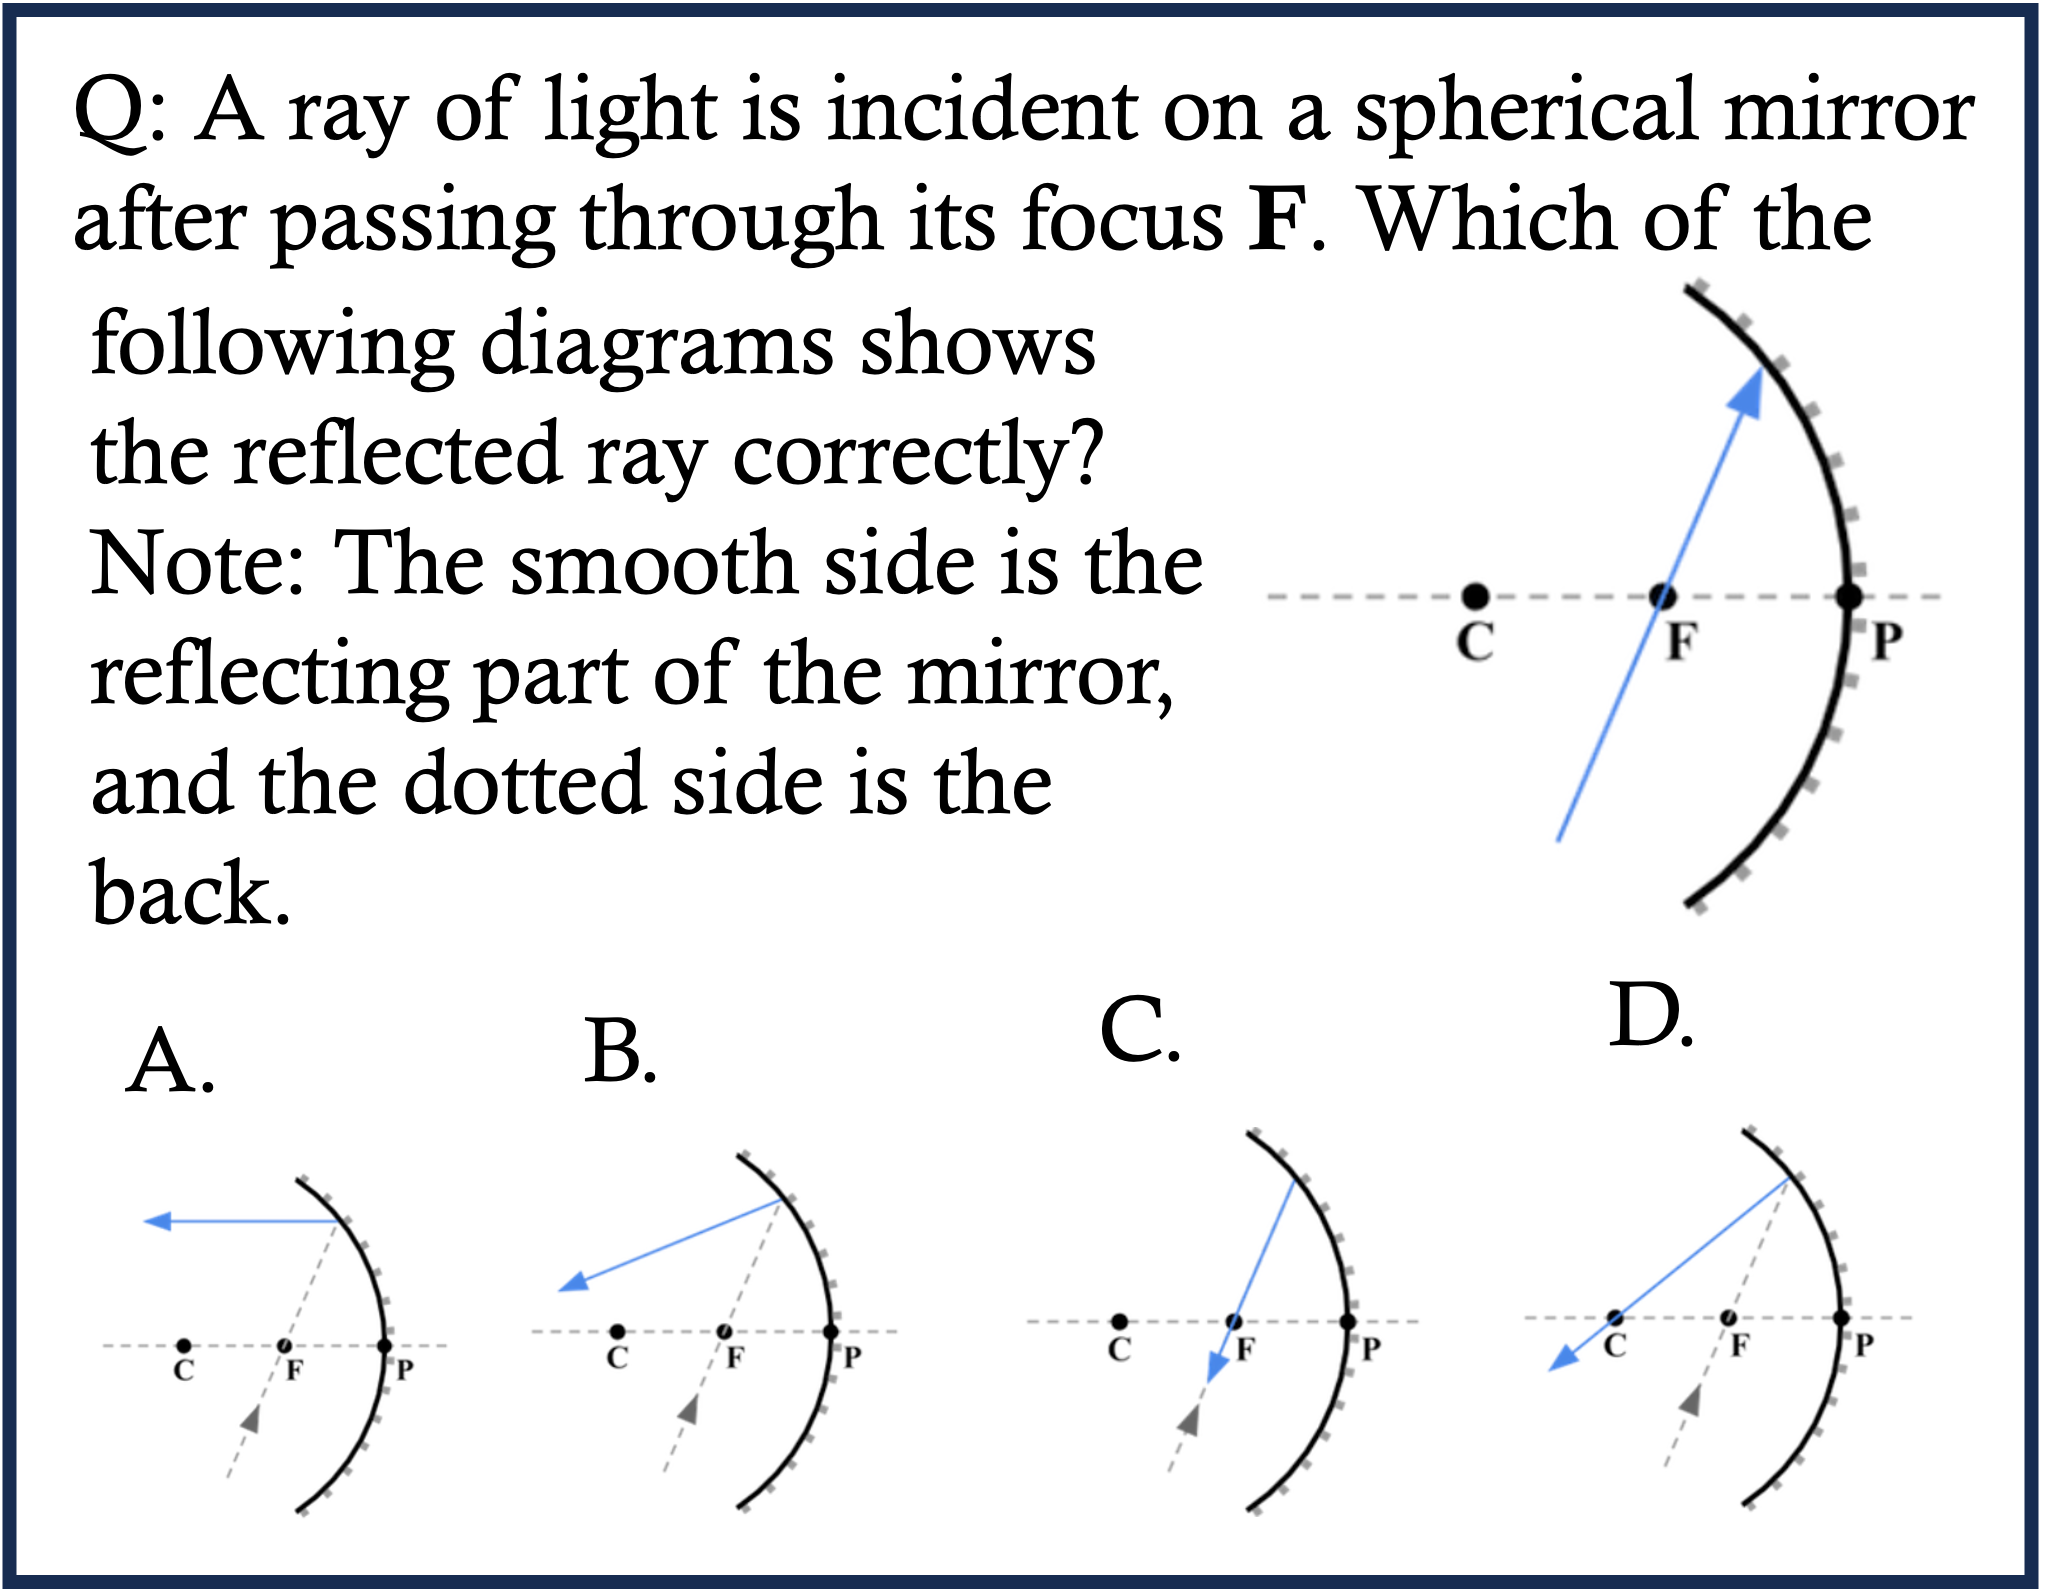 Q: A ray of light is incident on a spherical mirror
after passing through its focus F. Which of the
following diagrams shows
the reflected ray correctly?
Note: The smooth side is the
reflecting part of the mirror,
and the dotted side is the
back.
C F P
A. B. C. D.
C F P
C F P
C F P
C F P